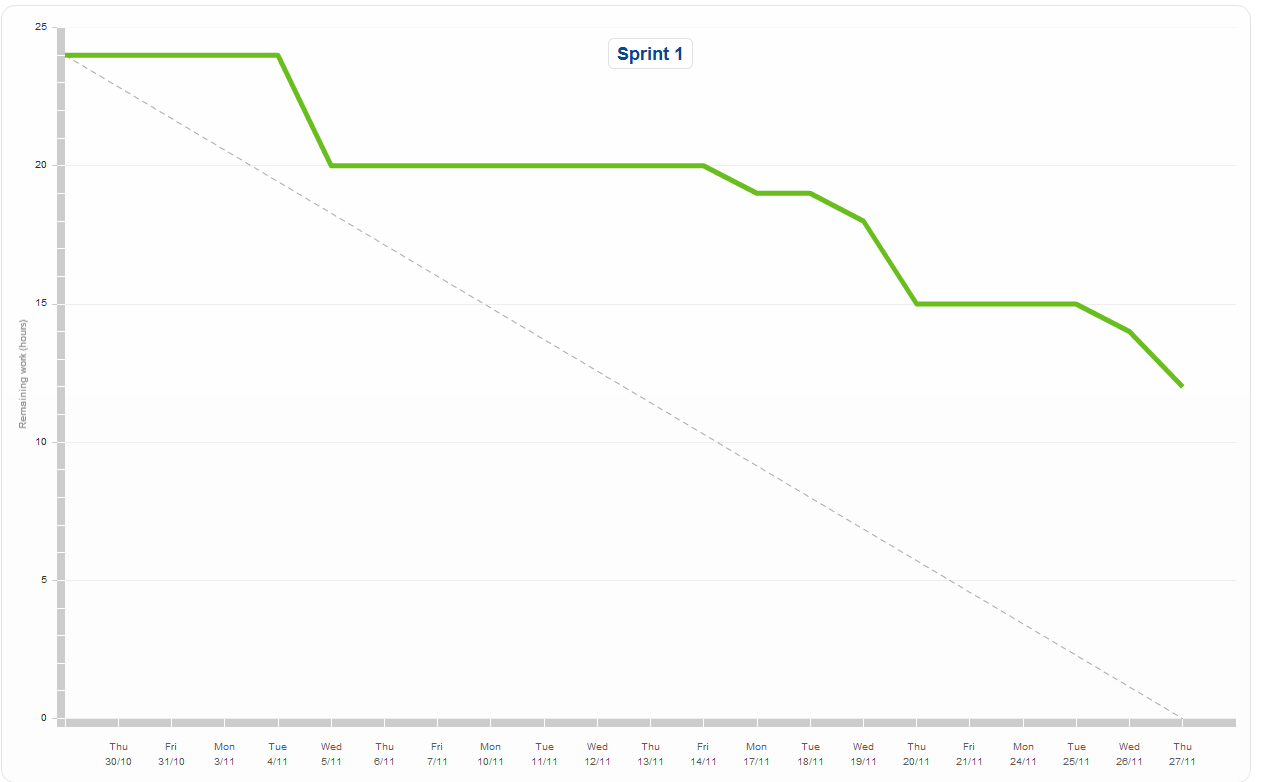 Sprint 1
25
20
15
10
5
0
Remaining work (hours)
Thu Fri Mon Tue Wed Thu Fri Mon Tue Wed Thu Fri Mon Tue Wed Thu Fri Mon Tue Wed Thu
30/10 31/10 3/11 4/11 5/11 6/11 7/11 10/11 11/11 12/11 13/11 14/11 17/11 18/11 19/11 20/11 21/11 24/11 25/11 26/11 27/11